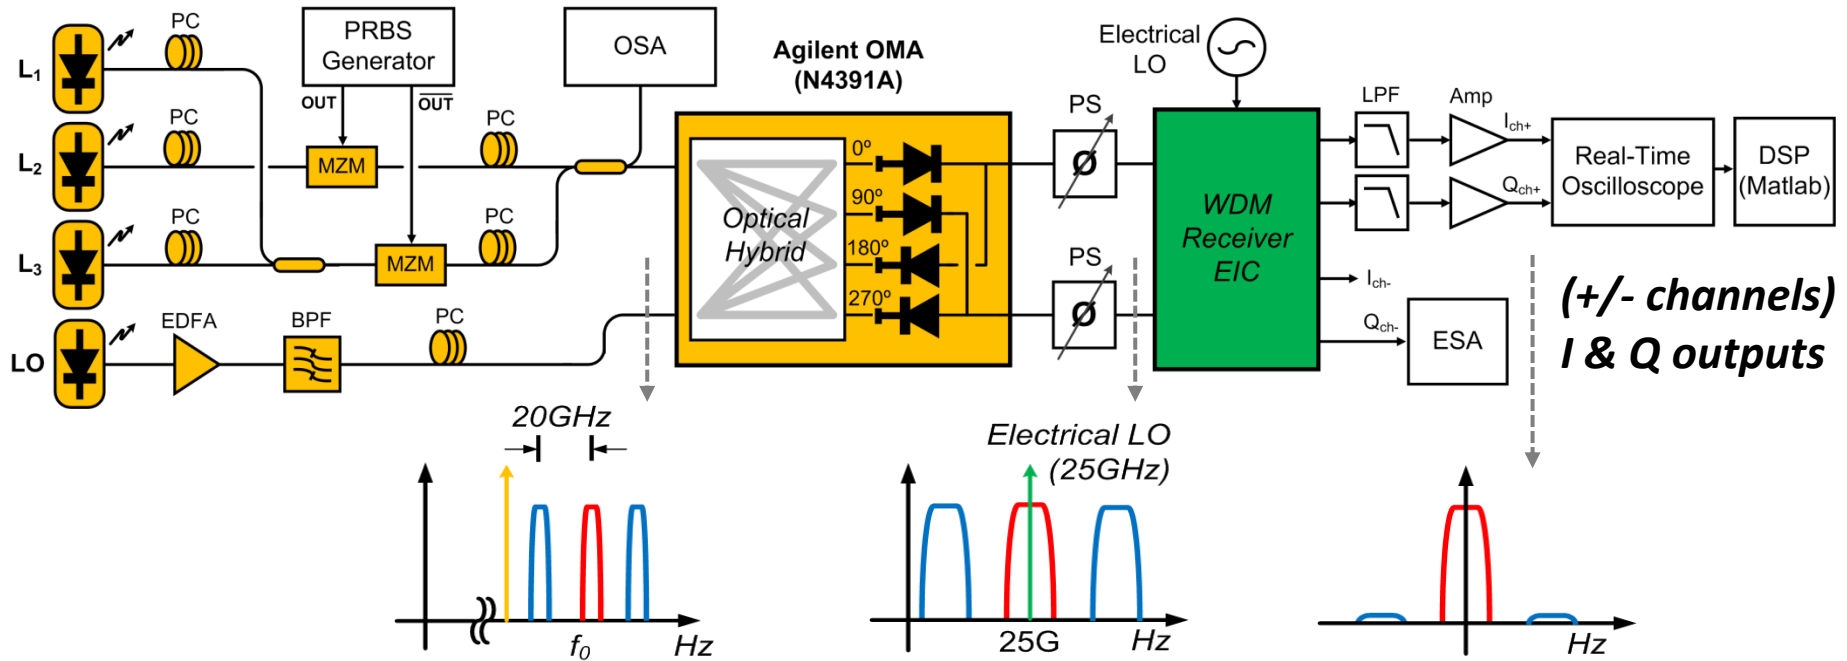 PC
PRBS
Generator
OSA
Agilent OMA
(N4391A)
Electrical
LO
L1
OUT
OUT
PS
LPF
Amp
Ich+
PC
PC
L2
MZM
0º
Ø
Real-Time
Oscilloscope
DSP
(Matlab)
90º
Qch+
Optical
Hybrid
WDM
Receiver
EIC
PC
PC
L3
MZM
180º
PS
Ich-
(+/- channels)
270º
Ø
EDFA
BPF
PC
Qch-
ESA
I & Q outputs
LO
20GHz
Electrical LO
(25GHz)
f0
Hz
25G
Hz
Hz